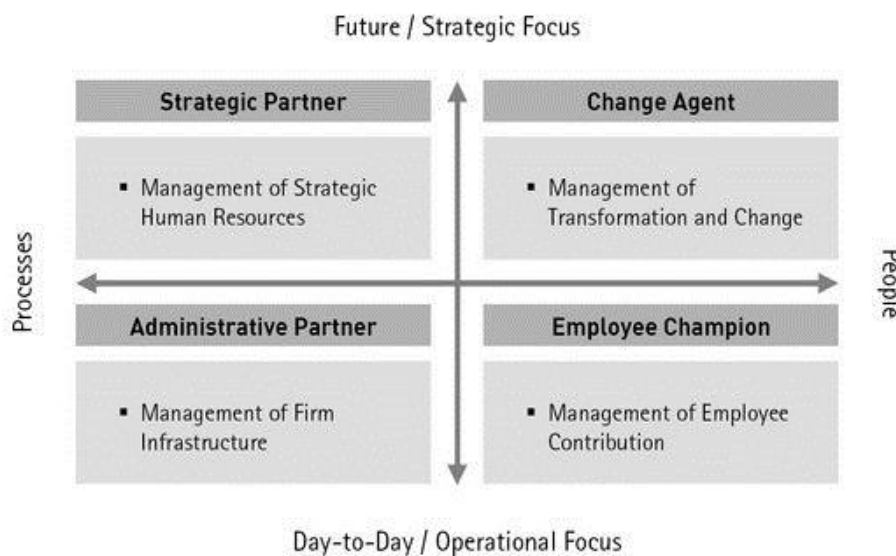 Future / Strategic Focus
Strategic Partner
Change Agent
▪ Management of Strategic
Human Resources
▪ Management of
Transformation and Change
Processes
People
Administrative Partner
Employee Champion
▪ Management of Firm
Infrastructure
▪ Management of Employee
Contribution
Day-to-Day / Operational Focus